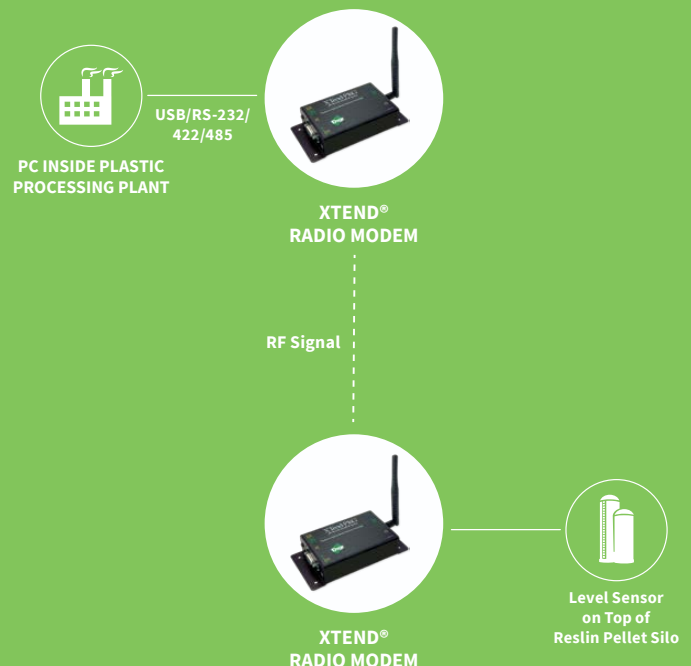 USB/RS-232/
422/485
PC INSIDE PLASTIC
PROCESSING PLANT
XTEND®
RADIO MODEM
RF Signal
XTEND®
RADIO MODEM
Level Sensor
on Top of
Reslin Pellet Silo